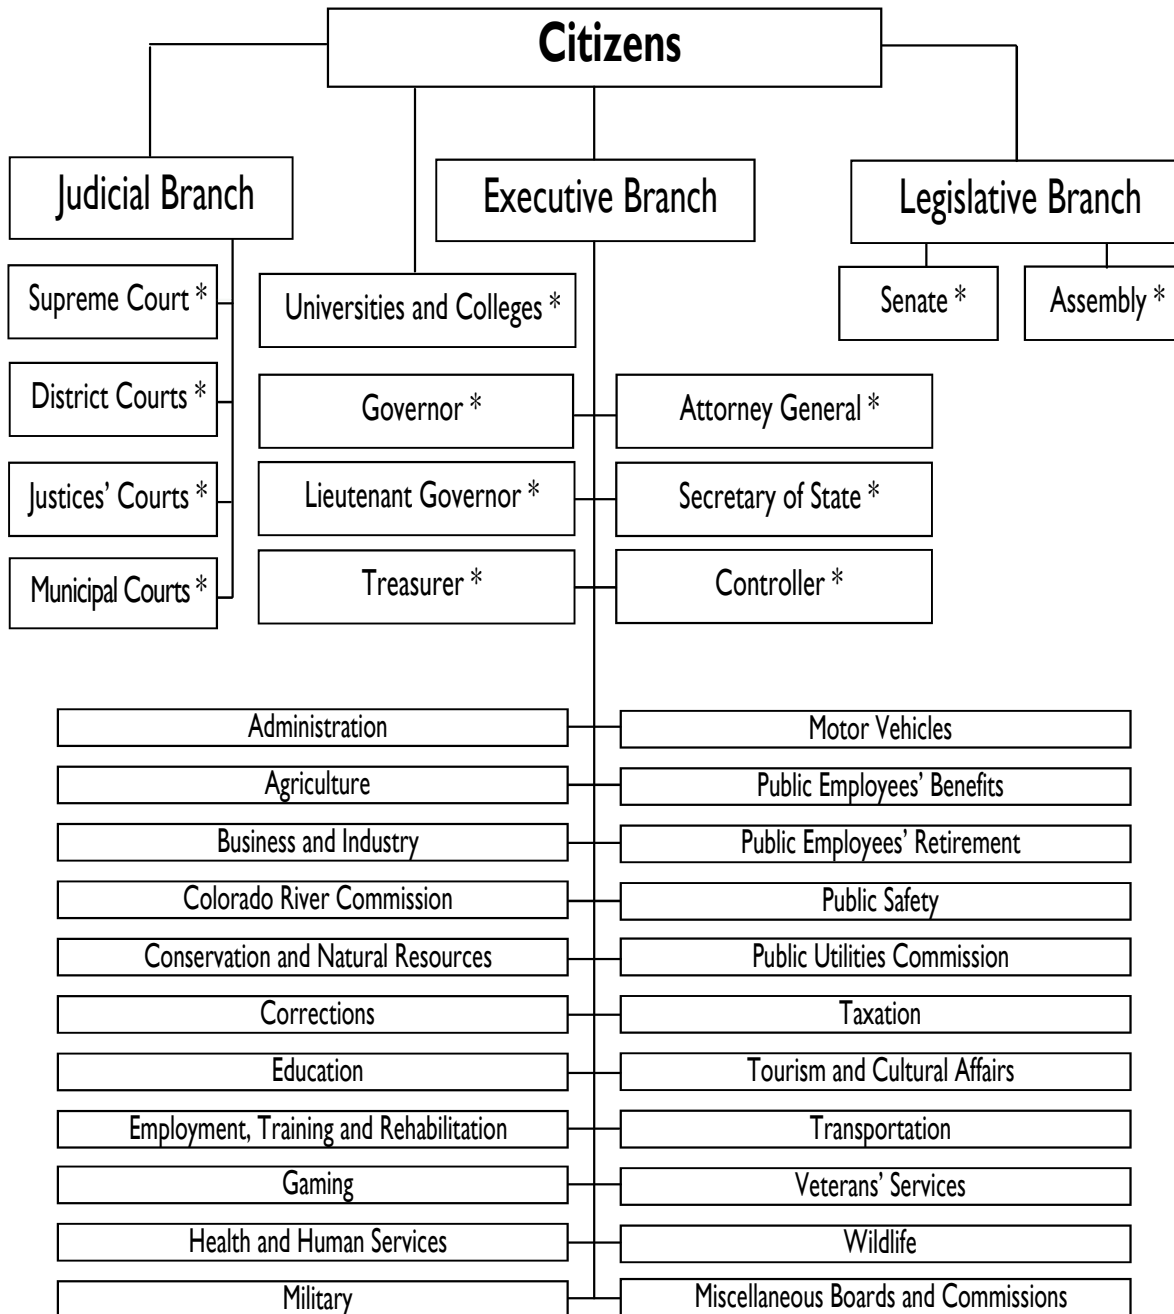 Citizens
Judicial Branch
Executive Branch
Legislative Branch
Supreme Court *
District Courts *
Justices’ Courts *
Municipal Courts *
Universities and Colleges *
Senate *
Assembly *
Governor *
Attorney General *
Lieutenant Governor *
Secretary of State *
Treasurer *
Controller *
Administration
Motor Vehicles
Agriculture
Public Employees’ Benefits
Business and Industry
Public Employees’ Retirement
Colorado River Commission
Public Safety
Conservation and Natural Resources
Public Utilities Commission
Corrections
Taxation
Education
Tourism and Cultural Affairs
Employment, Training and Rehabilitation
Transportation
Gaming
Veterans’ Services
Health and Human Services
Wildlife
Military
Miscellaneous Boards and Commissions